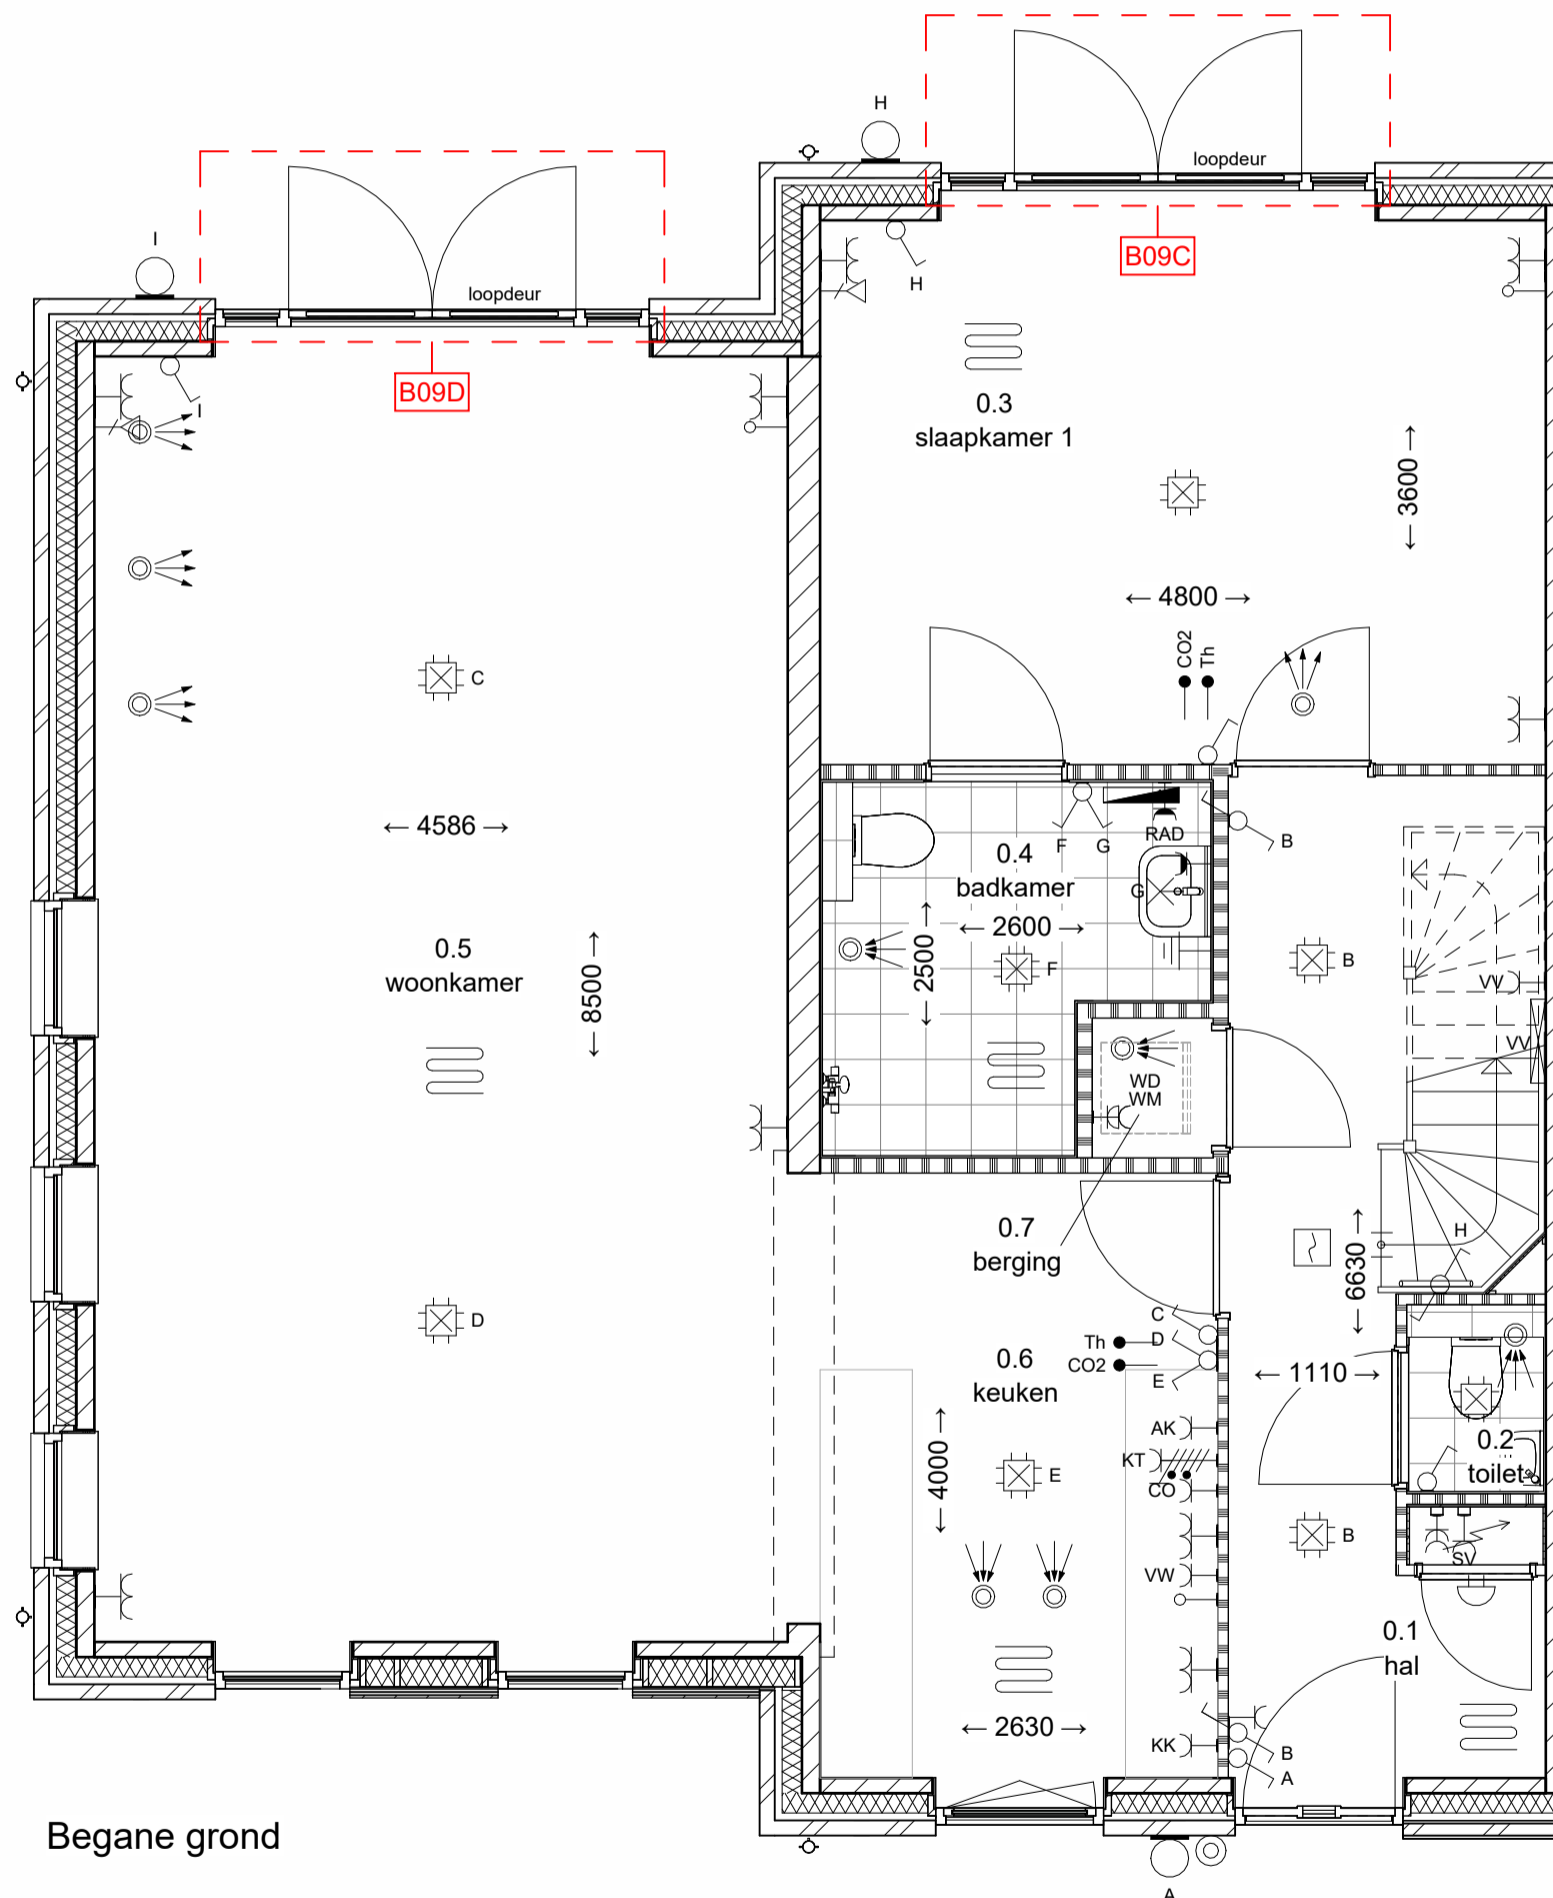 H
loopdeur
B09C
H
I
loopdeur
B09D
I
0.3
slaapkamer 1
← 3600 →
← 4800 →
CO2
Th
C
← 4586 →
0.5
woonkamer
← 8500 →
D
F
G
RAD
B
0.4
badkamer
G
← 2600 →
← 2500 →
F
B
VW
VV
WD
WM
0.7
berging
H
← 6630 →
C
Th
D
CO2
E
0.6
keuken
← 1110 →
AK
KT
CO
← 4000 →
E
0.2
toilet
B
SV
VW
0.1
hal
← 2630 →
KK
B
A
Begane grond
A